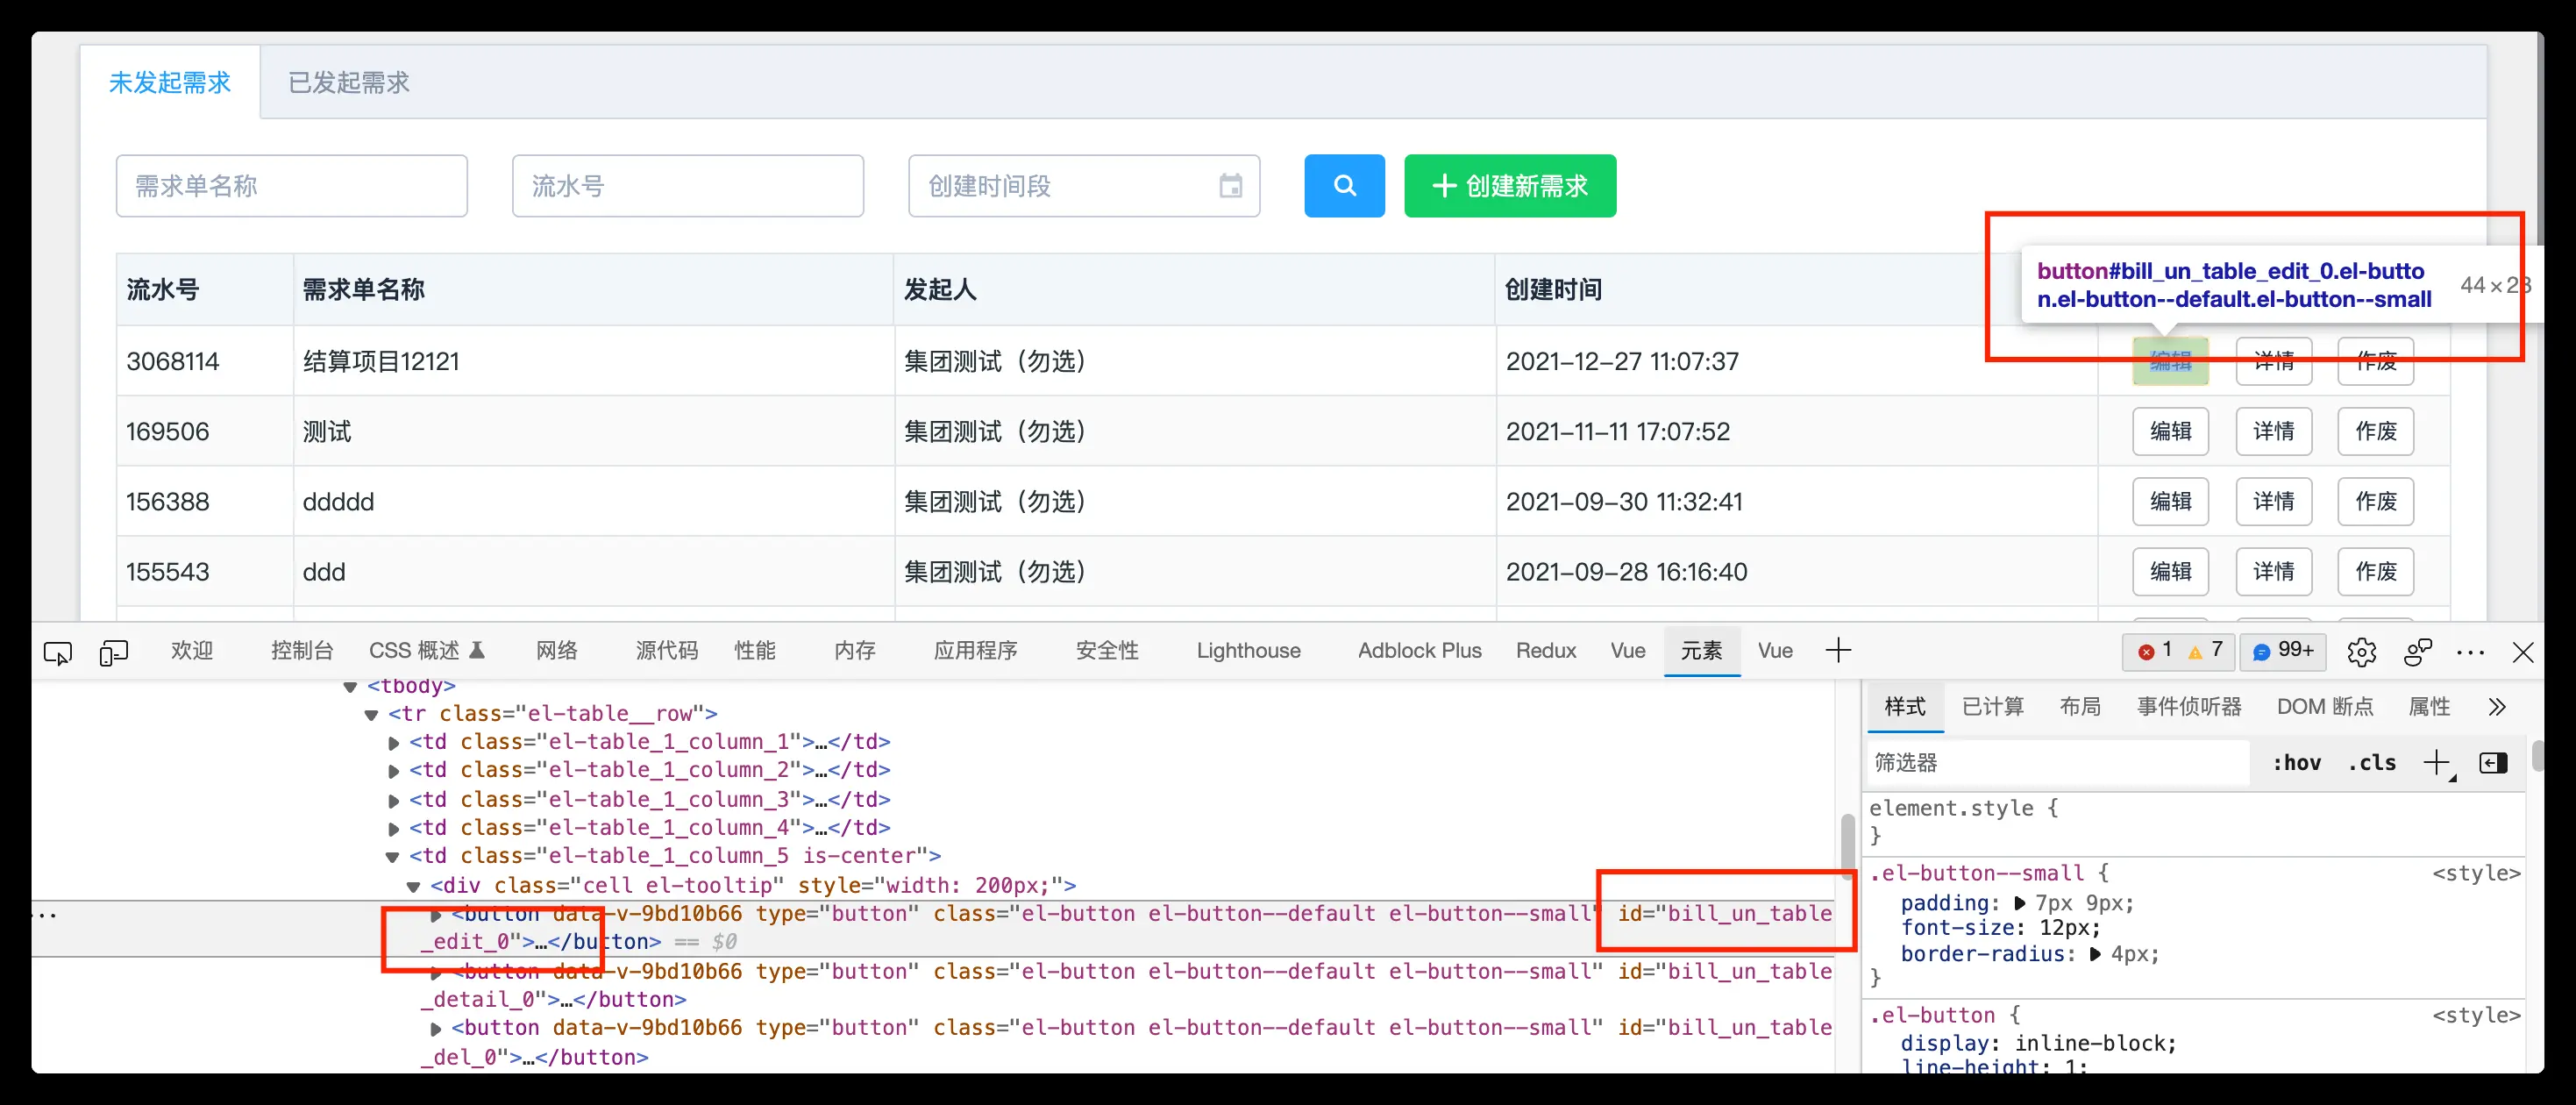 未发起需求 已发起需求
需求单名称 流水号 创建时间段 创建新需求
button#bill_un_table_edit_0.el-butto
n.el-button--default.el-button--small 44×28
流水号 需求单名称 发起人 创建时间
3068114 结算项目12121 集团测试（勿选） 2021-12-27 11:07:37 编辑 详情 作废
169506 测试 集团测试（勿选） 2021-11-11 17:07:52 编辑 详情 作废
156388 ddddd 集团测试（勿选） 2021-09-30 11:32:41 编辑 详情 作废
155543 ddd 集团测试（勿选） 2021-09-28 16:16:40 编辑 详情 作废
欢迎 控制台 CSS 概述 网络 源代码 性能 内存 应用程序 安全性 Lighthouse Adblock Plus Redux Vue 元素 Vue 1 7 99+
<tbody>
<tr class="el-table__row">
<td class="el-table_1_column_1">…</td>
<td class="el-table_1_column_2">…</td>
<td class="el-table_1_column_3">…</td>
<td class="el-table_1_column_4">…</td>
<td class="el-table_1_column_5 is-center">
<div class="cell el-tooltip" style="width: 200px;">
<button data-v-9bd10b66 type="button" class="el-button el-button--default el-button--small" id="bill_un_table
_edit_0">…</button> == $0
<button data-v-9bd10b66 type="button" class="el-button el-button--default el-button--small" id="bill_un_table
_detail_0">…</button>
<button data-v-9bd10b66 type="button" class="el-button el-button--default el-button--small" id="bill_un_table
_del_0">…</button>
样式 已计算 布局 事件侦听器 DOM 断点 属性
筛选器 :hov .cls
element.style {
}
.el-button--small { <style>
padding: 7px 9px;
font-size: 12px;
border-radius: 4px;
}
.el-button { <style>
display: inline-block;
line-height: 1;